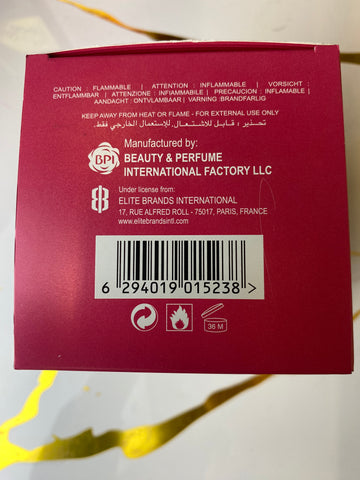 CAUTION : FLAMMABLE | ATTENTION : INFLAMMABLE | VORSICHT :
ENTFLAMMBAR | ATTENZIONE : INFIAMMABILE | PRECAUCION : INFLAMABLE |
AANDACHT : ONTVLAMBAAR | VARNING :BRANDFARLIG
KEEP AWAY FROM HEAT OR FLAME - FOR EXTERNAL USE ONLY
تحذير، قابل للاشتعال. للإستعمال الخارجي فقط.
Manufactured by:
BPI
BEAUTY & PERFUME
INTERNATIONAL FACTORY LLC
Under license from:
ELITE BRANDS INTERNATIONAL
17, RUE ALFRED ROLL - 75017, PARIS, FRANCE
www.elitebrandsintl.com
6 294019 015238 >
36 M